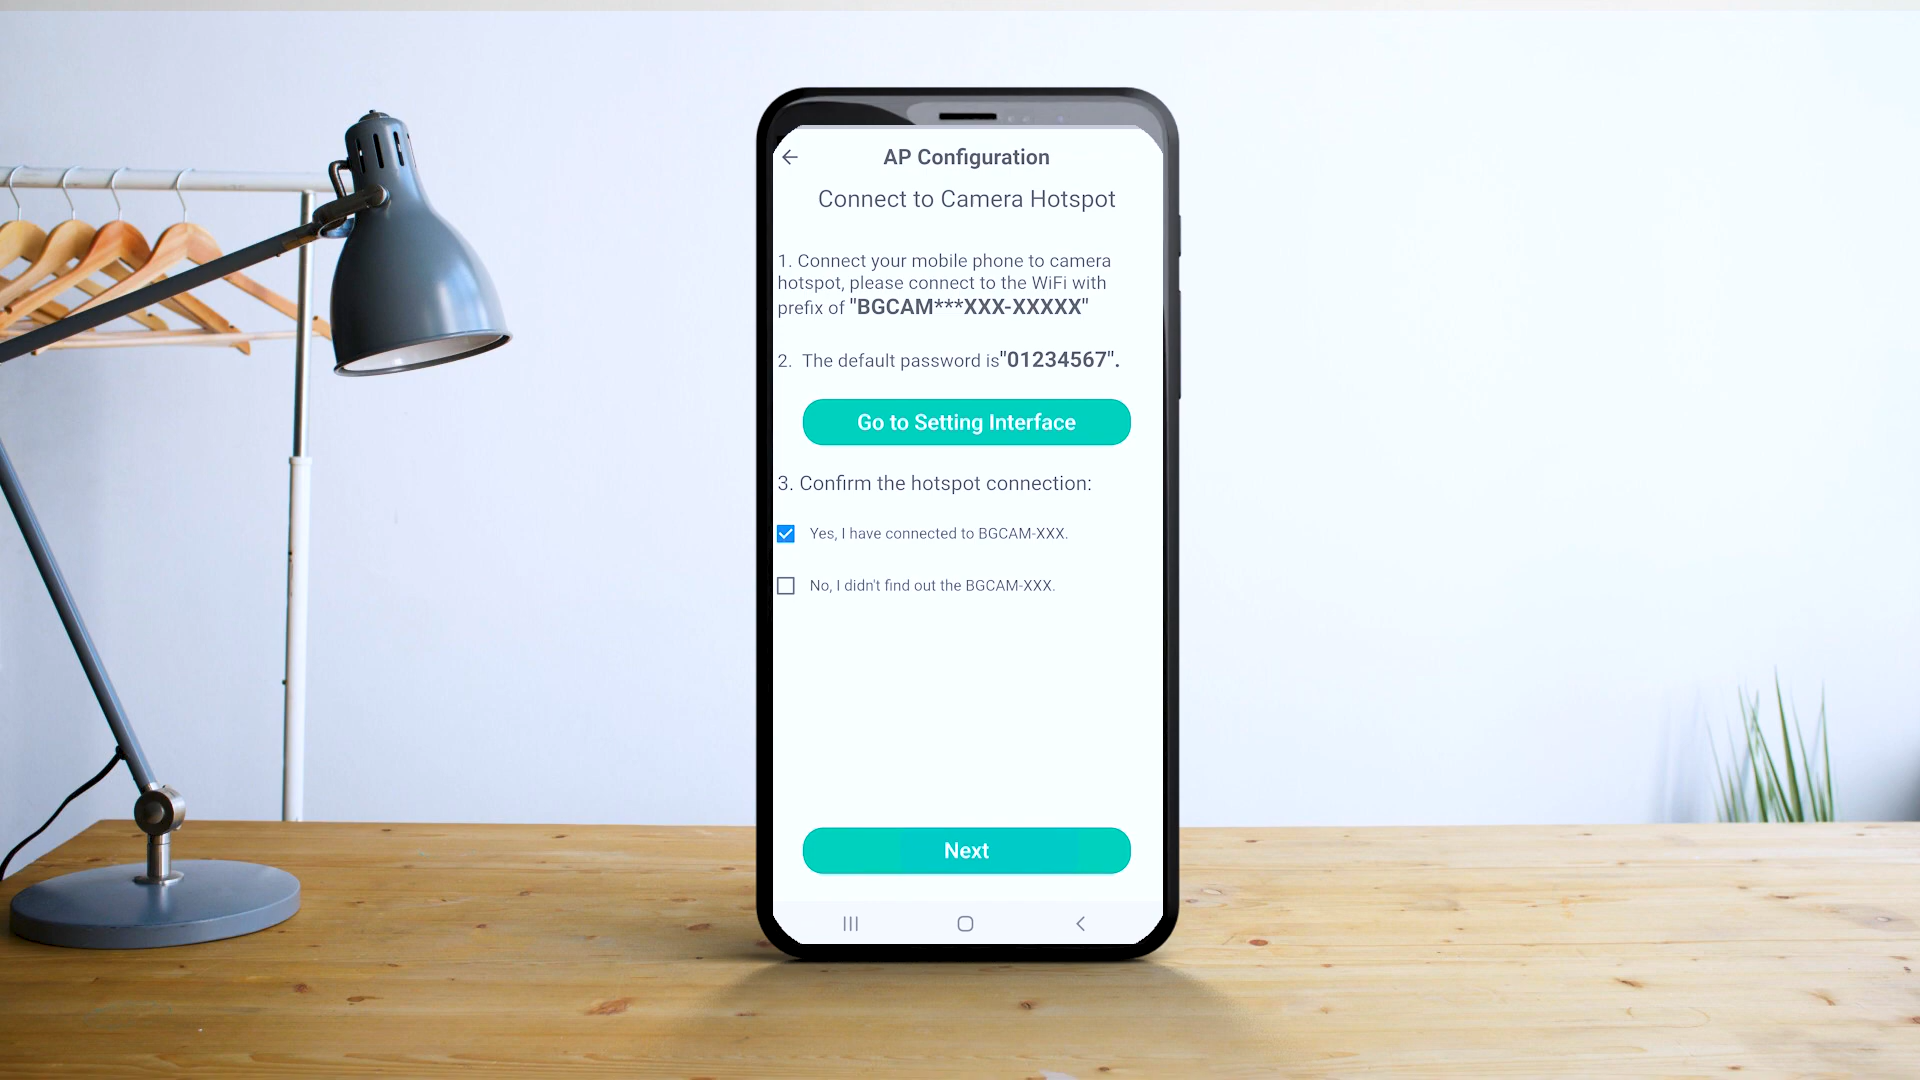 AP Configuration
Connect to Camera Hotspot
1. Connect your mobile phone to camera
hotspot, please connect to the WiFi with
prefix of "BGCAM***XXX-XXXXX"
2. The default password is"01234567".
Go to Setting Interface
3. Confirm the hotspot connection:
Yes, I have connected to BGCAM-XXX.
No, I didn't find out the BGCAM-XXX.
Next